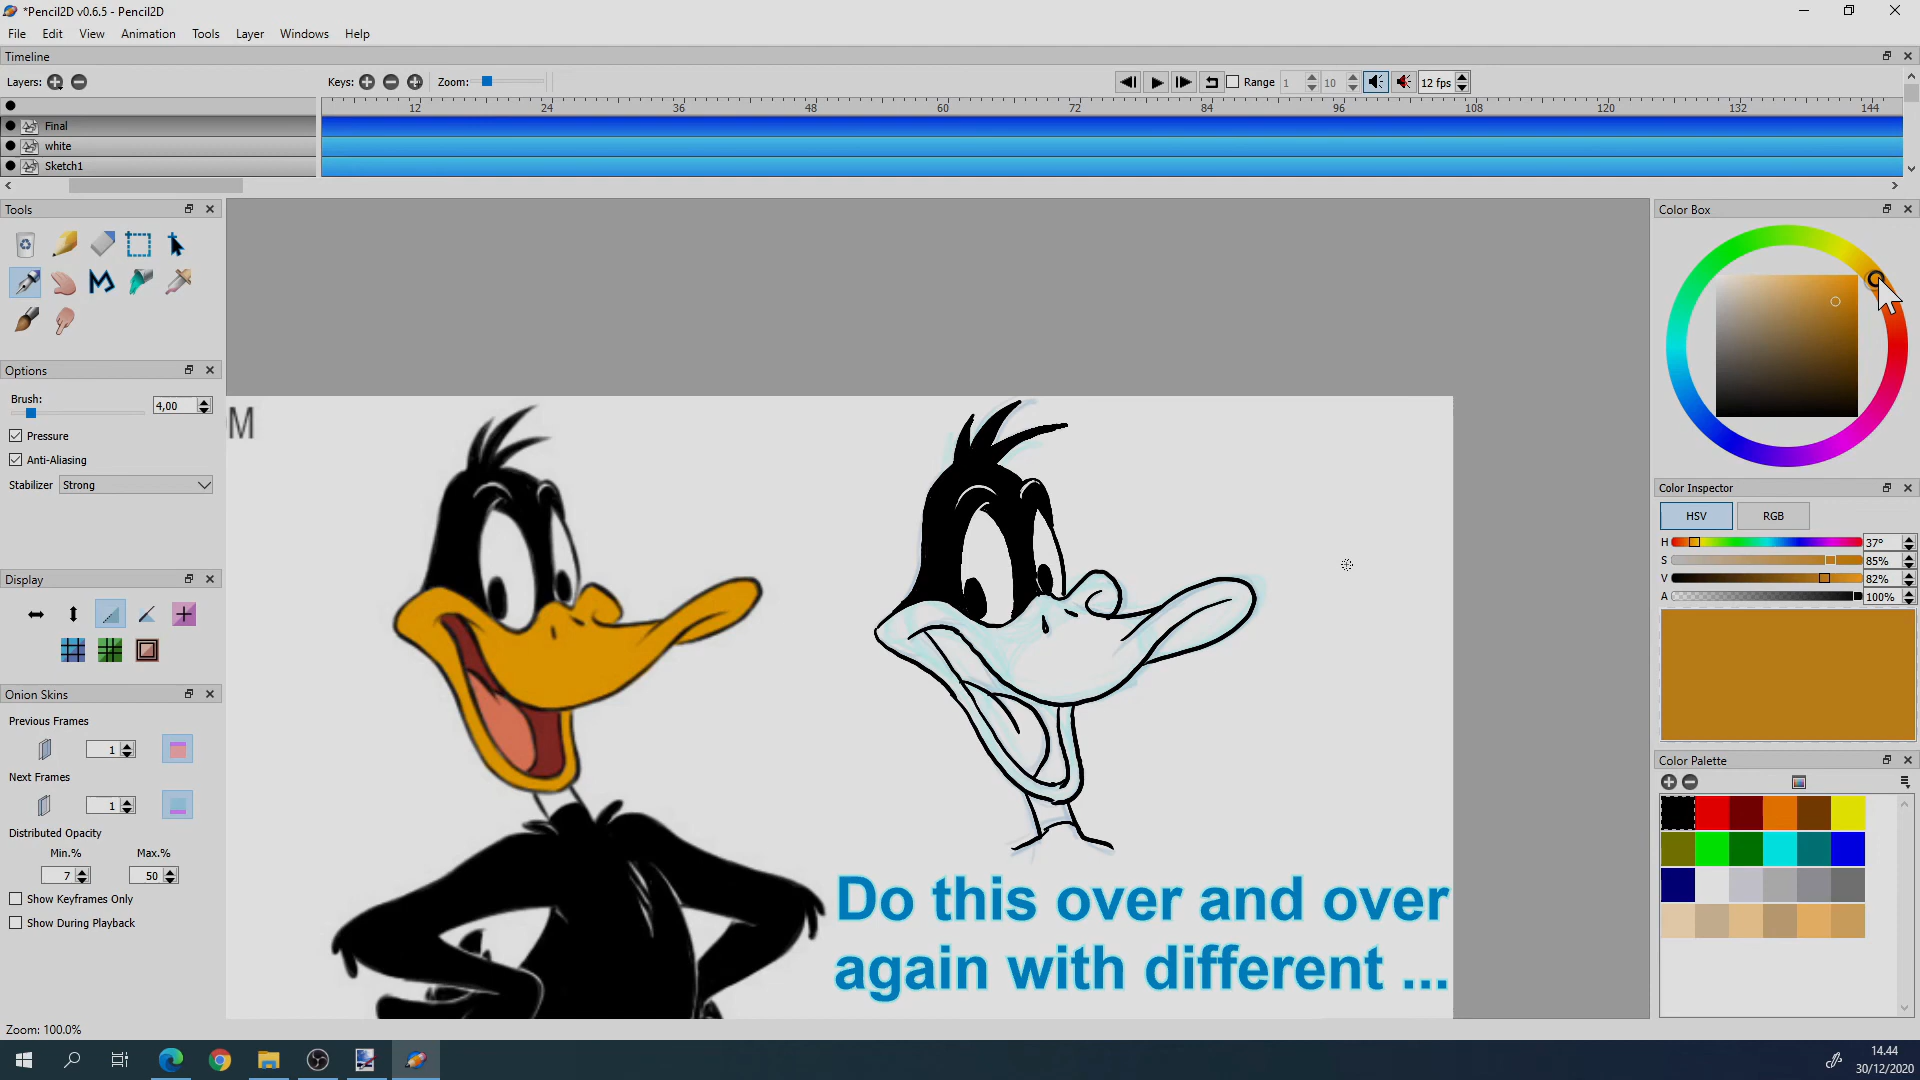 *Pencil2D v0.6.5 - Pencil2D
File Edit View Animation Tools Layer Windows Help
Timeline
Layers: Keys: Zoom: Range 1 10 12 fps
12 24 36 48 60 72 84 96 108 120 132 144
Final
white
Sketch1
Tools
Color Box
Options
Brush: 4,00
Pressure
Anti-Aliasing
Stabilizer Strong
M
Color Inspector
HSV RGB
H 37°
S 85%
V 82%
A 100%
Display
Onion Skins
Previous Frames
1
Next Frames
1
Distributed Opacity
Min.% Max.%
7 50
Show Keyframes Only
Show During Playback
Color Palette
Do this over and over
again with different ...
Zoom: 100.0%
14.44
30/12/2020